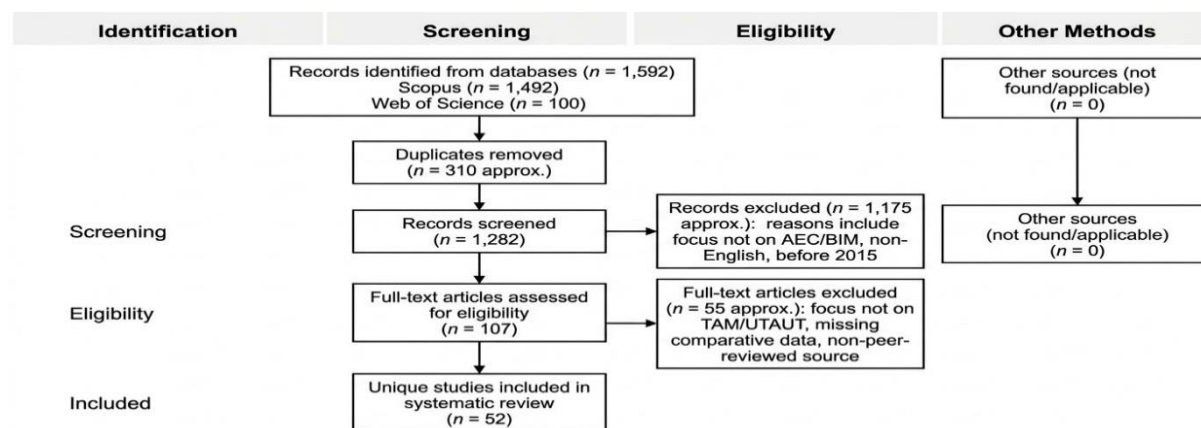 Identification
Screening
Eligibility
Other Methods
Records identified from databases (n = 1,592)
Scopus (n = 1,492)
Web of Science (n = 100)
Other sources (not
found/applicable)
(n = 0)
Duplicates removed
(n = 310 approx.)
Screening
Records screened
(n = 1,282)
Records excluded (n = 1,175
approx.): reasons include
focus not on AEC/BIM, non-
English, before 2015
Other sources
(not found/applicable)
(n = 0)
Eligibility
Full-text articles assessed
for eligibility
(n = 107)
Full-text articles excluded
(n = 55 approx.): focus not on
TAM/UTAUT, missing
comparative data, non-peer-
reviewed source
Included
Unique studies included in
systematic review
(n = 52)